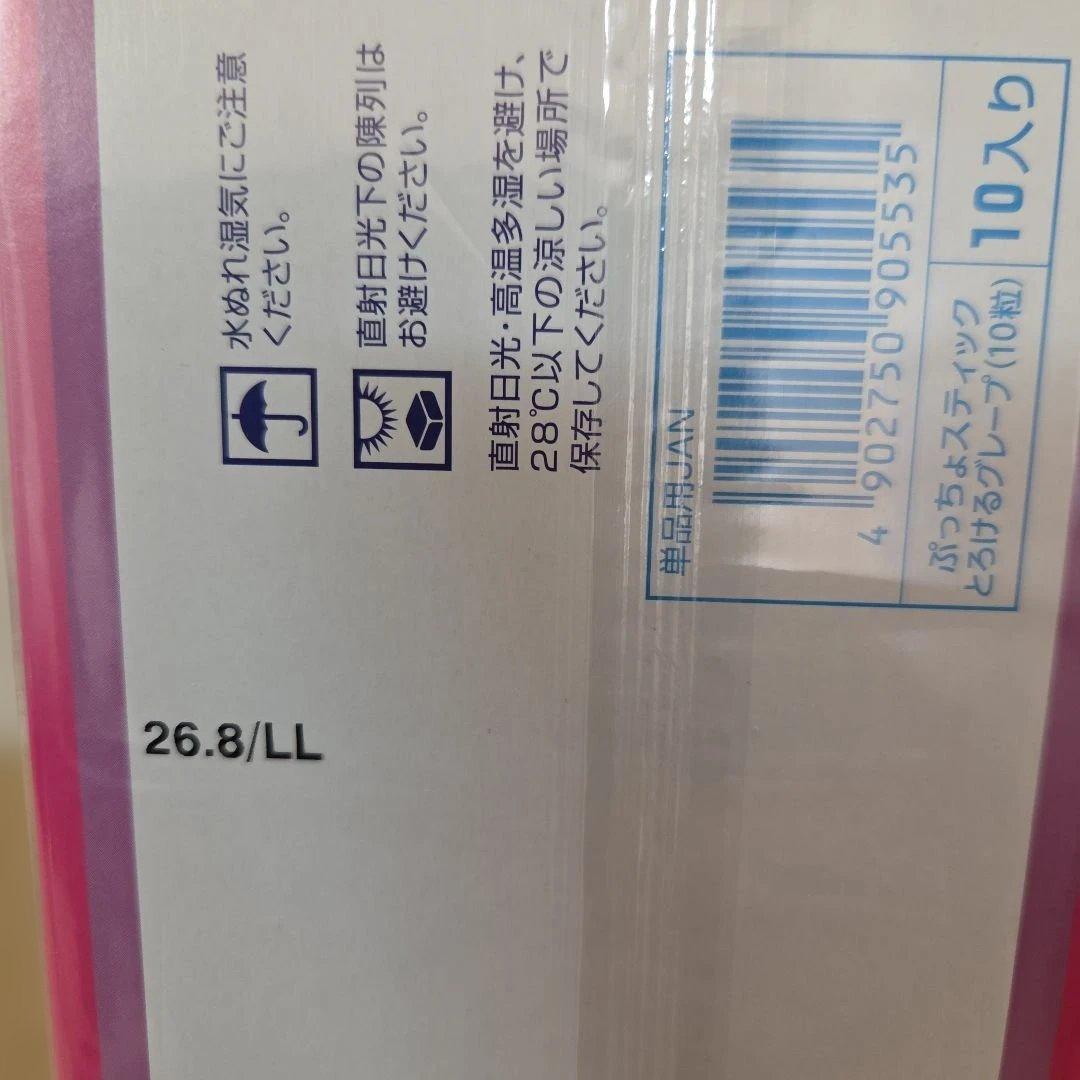 水ぬれ湿気にご注意
ください。
直射日光下の陳列は
お避けください。
直射日光・高温多湿を避け、
28℃以下の涼しい場所で
保存してください。
単品用JAN
4 902750 905535
ぷっちょスティック
とろけるグレープ(10粒)
10入り
26.8/LL